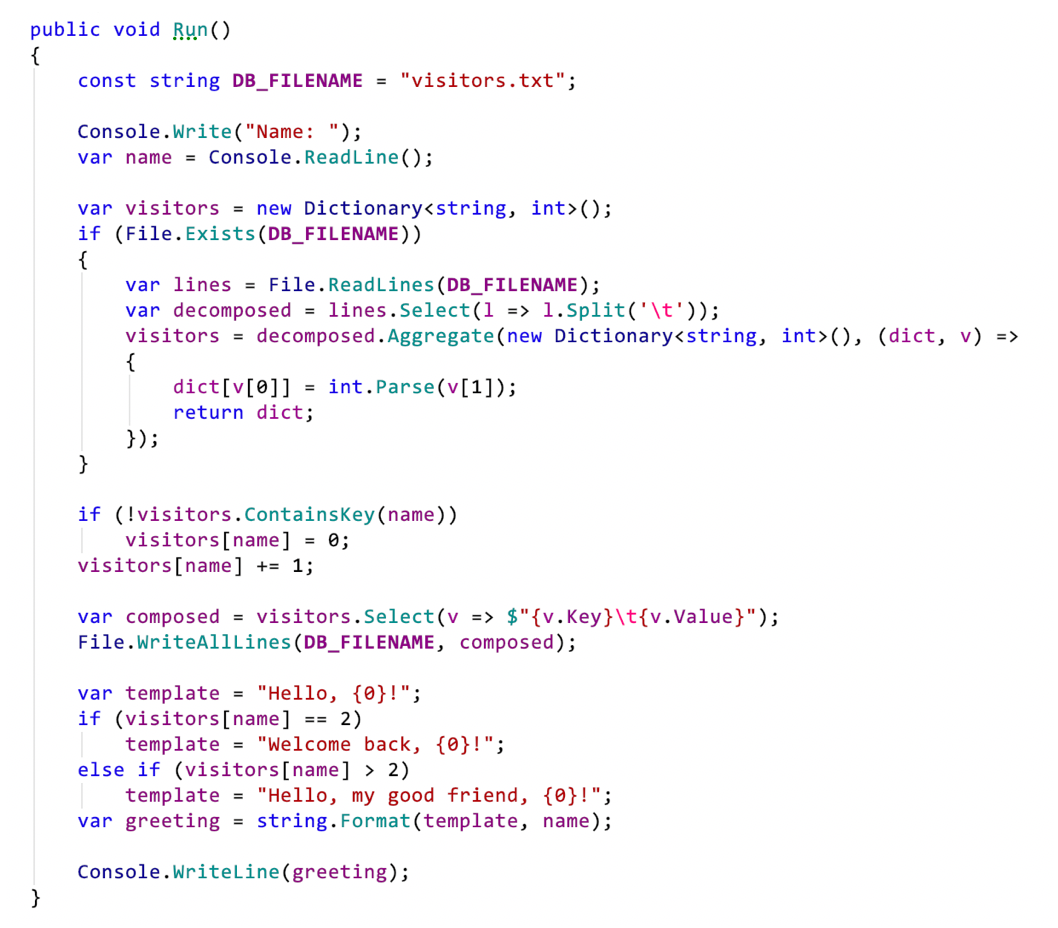 public void Run()
{
    const string DB_FILENAME = "visitors.txt";

    Console.Write("Name: ");
    var name = Console.ReadLine();

    var visitors = new Dictionary<string, int>();
    if (File.Exists(DB_FILENAME))
    {
        var lines = File.ReadLines(DB_FILENAME);
        var decomposed = lines.Select(l => l.Split('\t'));
        visitors = decomposed.Aggregate(new Dictionary<string, int>(), (dict, v) =>
        {
            dict[v[0]] = int.Parse(v[1]);
            return dict;
        });
    }

    if (!visitors.ContainsKey(name))
        visitors[name] = 0;
    visitors[name] += 1;

    var composed = visitors.Select(v => $"{v.Key}\t{v.Value}");
    File.WriteAllLines(DB_FILENAME, composed);

    var template = "Hello, {0}!";
    if (visitors[name] == 2)
        template = "Welcome back, {0}!";
    else if (visitors[name] > 2)
        template = "Hello, my good friend, {0}!";
    var greeting = string.Format(template, name);

    Console.WriteLine(greeting);
}